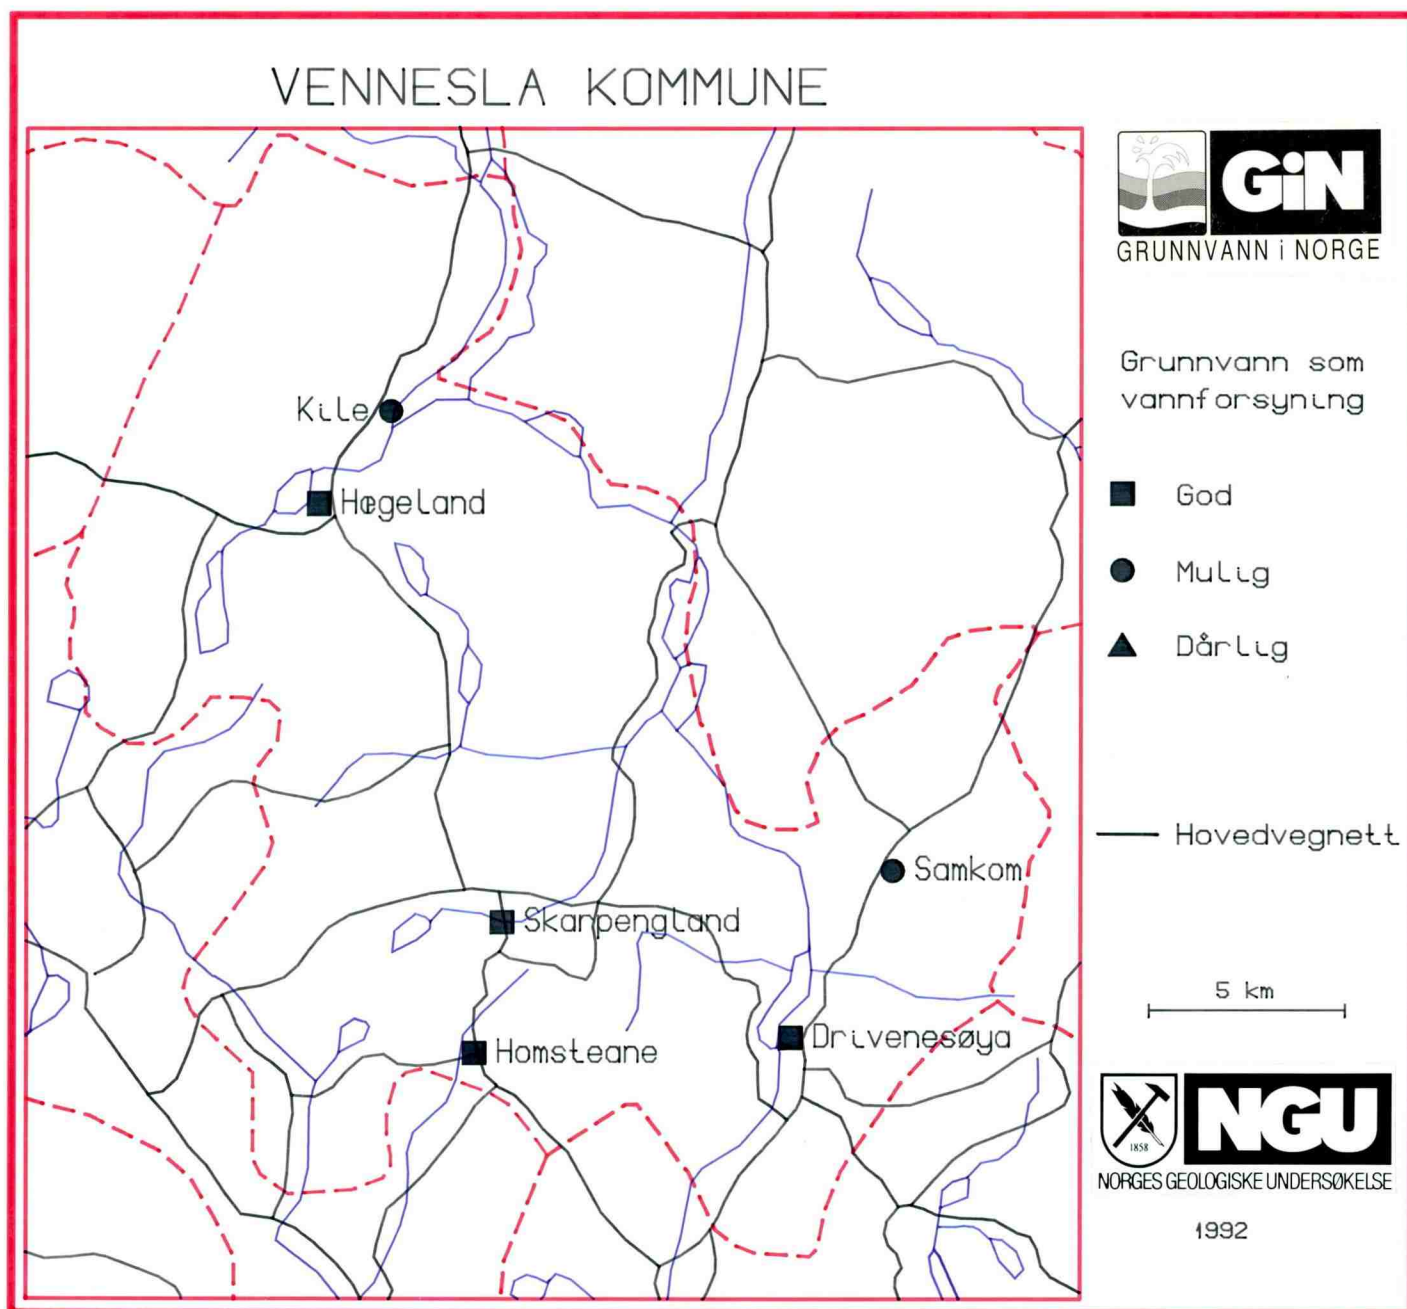 VENNESLA KOMMUNE
GiN
GRUNNVANN i NORGE
Grunnvann som
vannforsyning
God
Mulig
Dårlig
Hovedvegnett
5 km
NGU
1858
NORGES GEOLOGISKE UNDERSØKELSE
1992
Kile
Hægeland
Samkom
Skarpengland
Drivenesøya
Homsteane